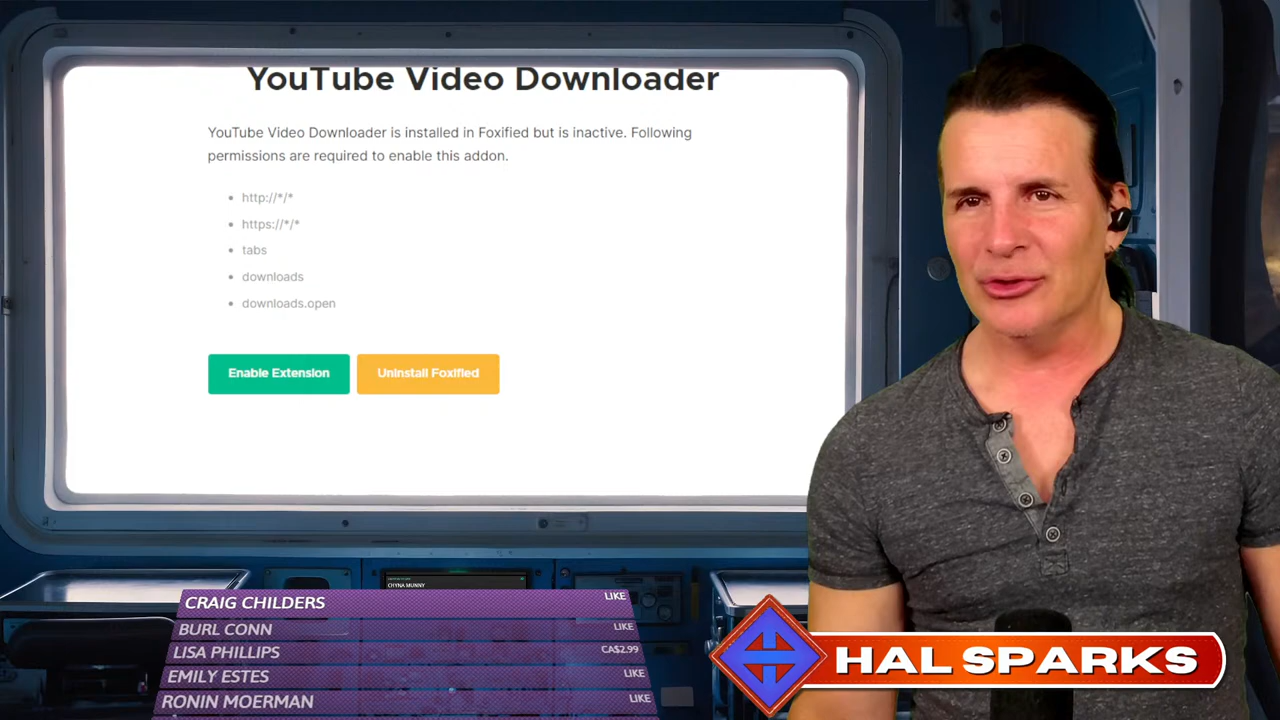 YouTube Video Downloader
YouTube Video Downloader is installed in Foxified but is inactive. Following
permissions are required to enable this addon.
http://*/*
https://*/*
tabs
downloads
downloads.open
Enable Extension
Uninstall Foxified
CHYNA MUNNY
CRAIG CHILDERS LIKE
BURL CONN LIKE
LISA PHILLIPS CA$2.99
EMILY ESTES LIKE
RONIN MOERMAN LIKE
HAL SPARKS